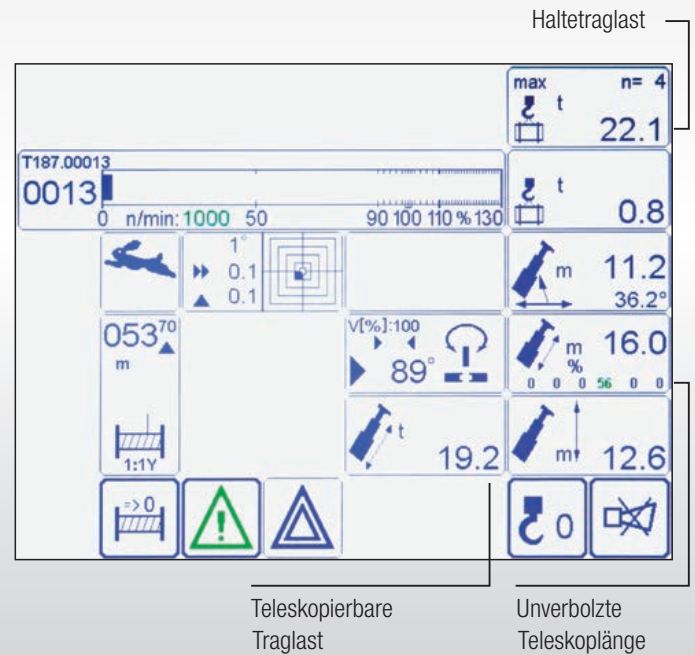 Haltetraglast
max n= 4
t
22.1
T187.00013
0013
0 n/min: 1000 50 90 100 110 % 130
t
0.8
1°
0.1
0.1
m 11.2
36.2°
053 70
m
1:1Y
V[%]:100
89°
m 16.0
%
0 0 0 56 0 0
t
19.2
m 12.6
=>0
!
0
Teleskopierbare
Traglast
Unverbolzte
Teleskoplänge